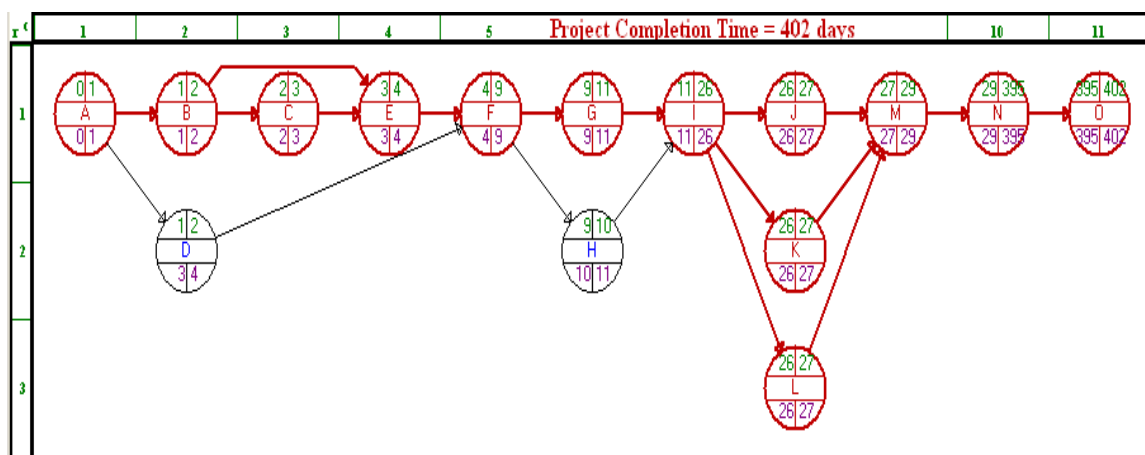 r c 1 2 3 4 5 Project Completion Time = 402 days 10 11
1
0 1 1 2 2 3 3 4 4 9 9 11 11 26 26 27 27 29 29 395 395 402
A B C E F G I J M N O
0 1 1 2 2 3 3 4 4 9 9 11 11 26 26 27 27 29 29 395 395 402
2
1 2 9 10 26 27
D H K
3 4 10 11 26 27
3
26 27
L
26 27